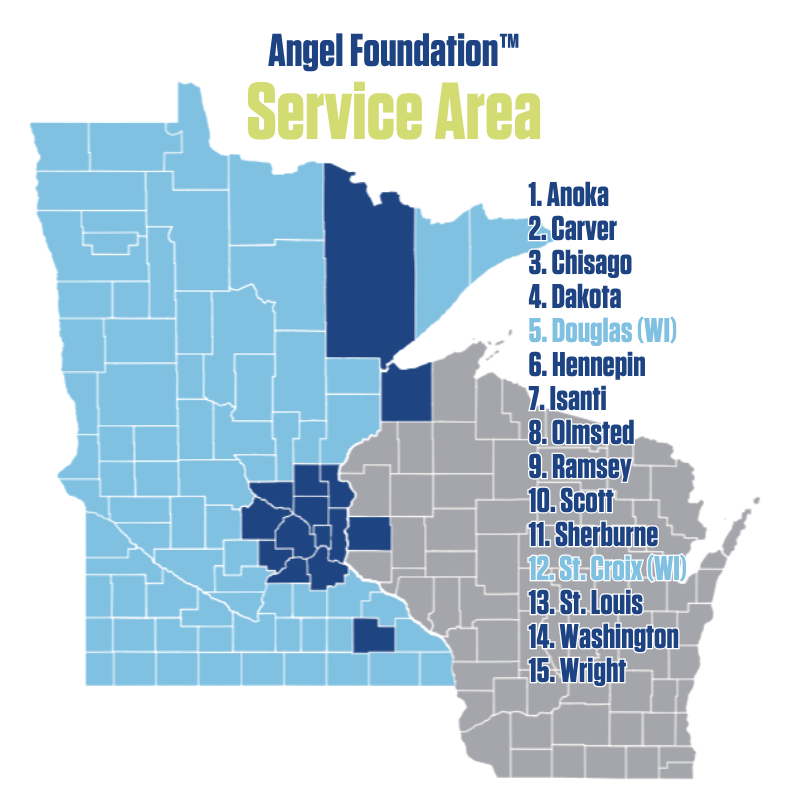 Angel Foundation™
Service Area
1. Anoka
2. Carver
3. Chisago
4. Dakota
5. Douglas (WI)
6. Hennepin
7. Isanti
8. Olmsted
9. Ramsey
10. Scott
11. Sherburne
12. St. Croix (WI)
13. St. Louis
14. Washington
15. Wright